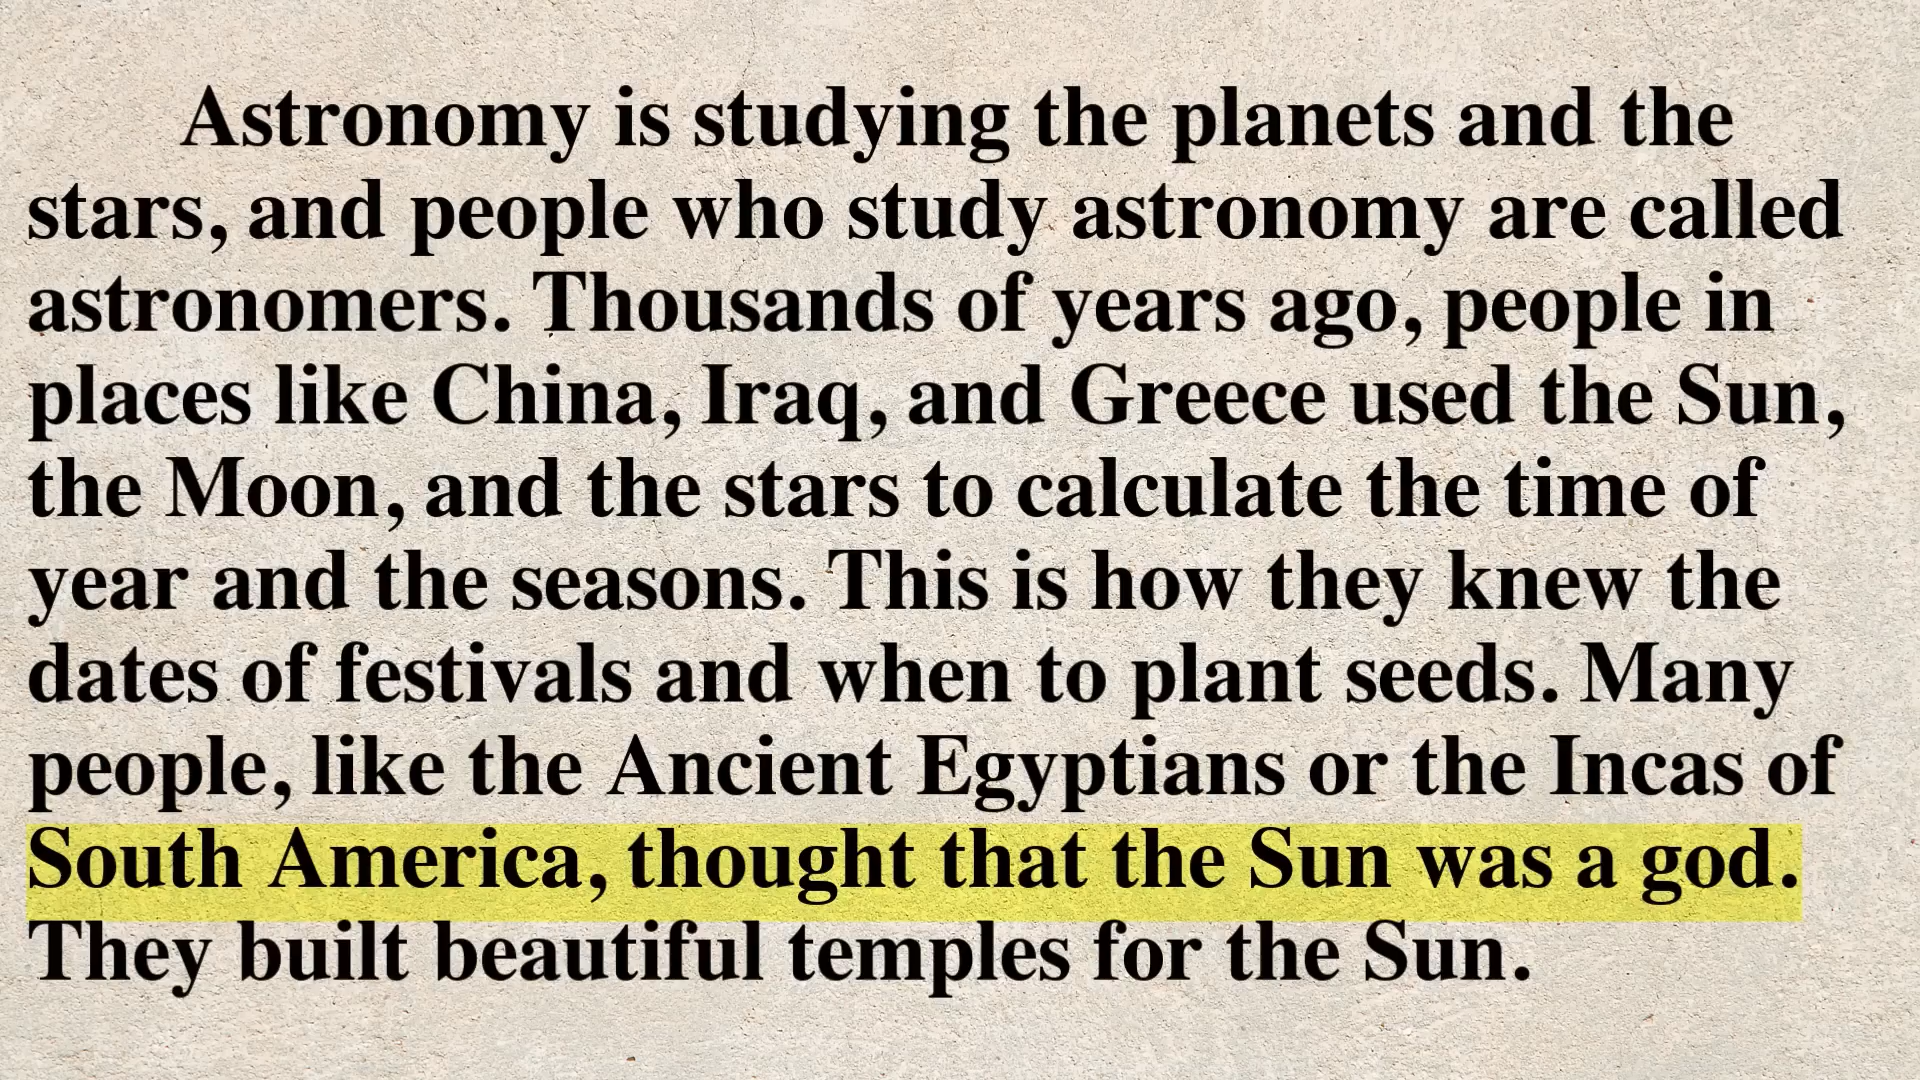 Astronomy is studying the planets and the
stars, and people who study astronomy are called
astronomers. Thousands of years ago, people in
places like China, Iraq, and Greece used the Sun,
the Moon, and the stars to calculate the time of
year and the seasons. This is how they knew the
dates of festivals and when to plant seeds. Many
people, like the Ancient Egyptians or the Incas of
South America, thought that the Sun was a god.
They built beautiful temples for the Sun.